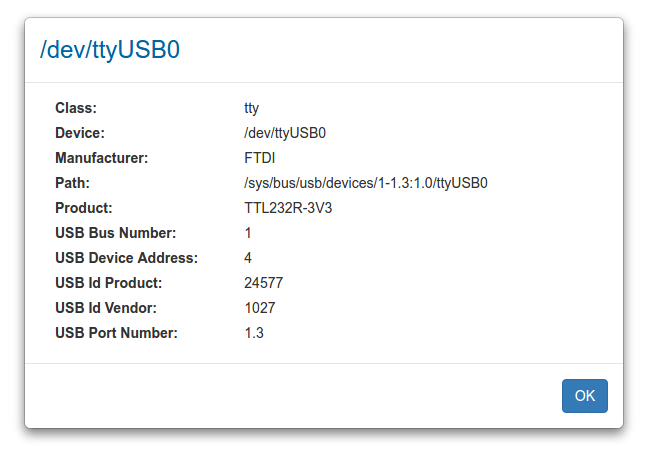 /dev/ttyUSB0
Class: tty
Device: /dev/ttyUSB0
Manufacturer: FTDI
Path: /sys/bus/usb/devices/1-1.3:1.0/ttyUSB0
Product: TTL232R-3V3
USB Bus Number: 1
USB Device Address: 4
USB Id Product: 24577
USB Id Vendor: 1027
USB Port Number: 1.3
OK